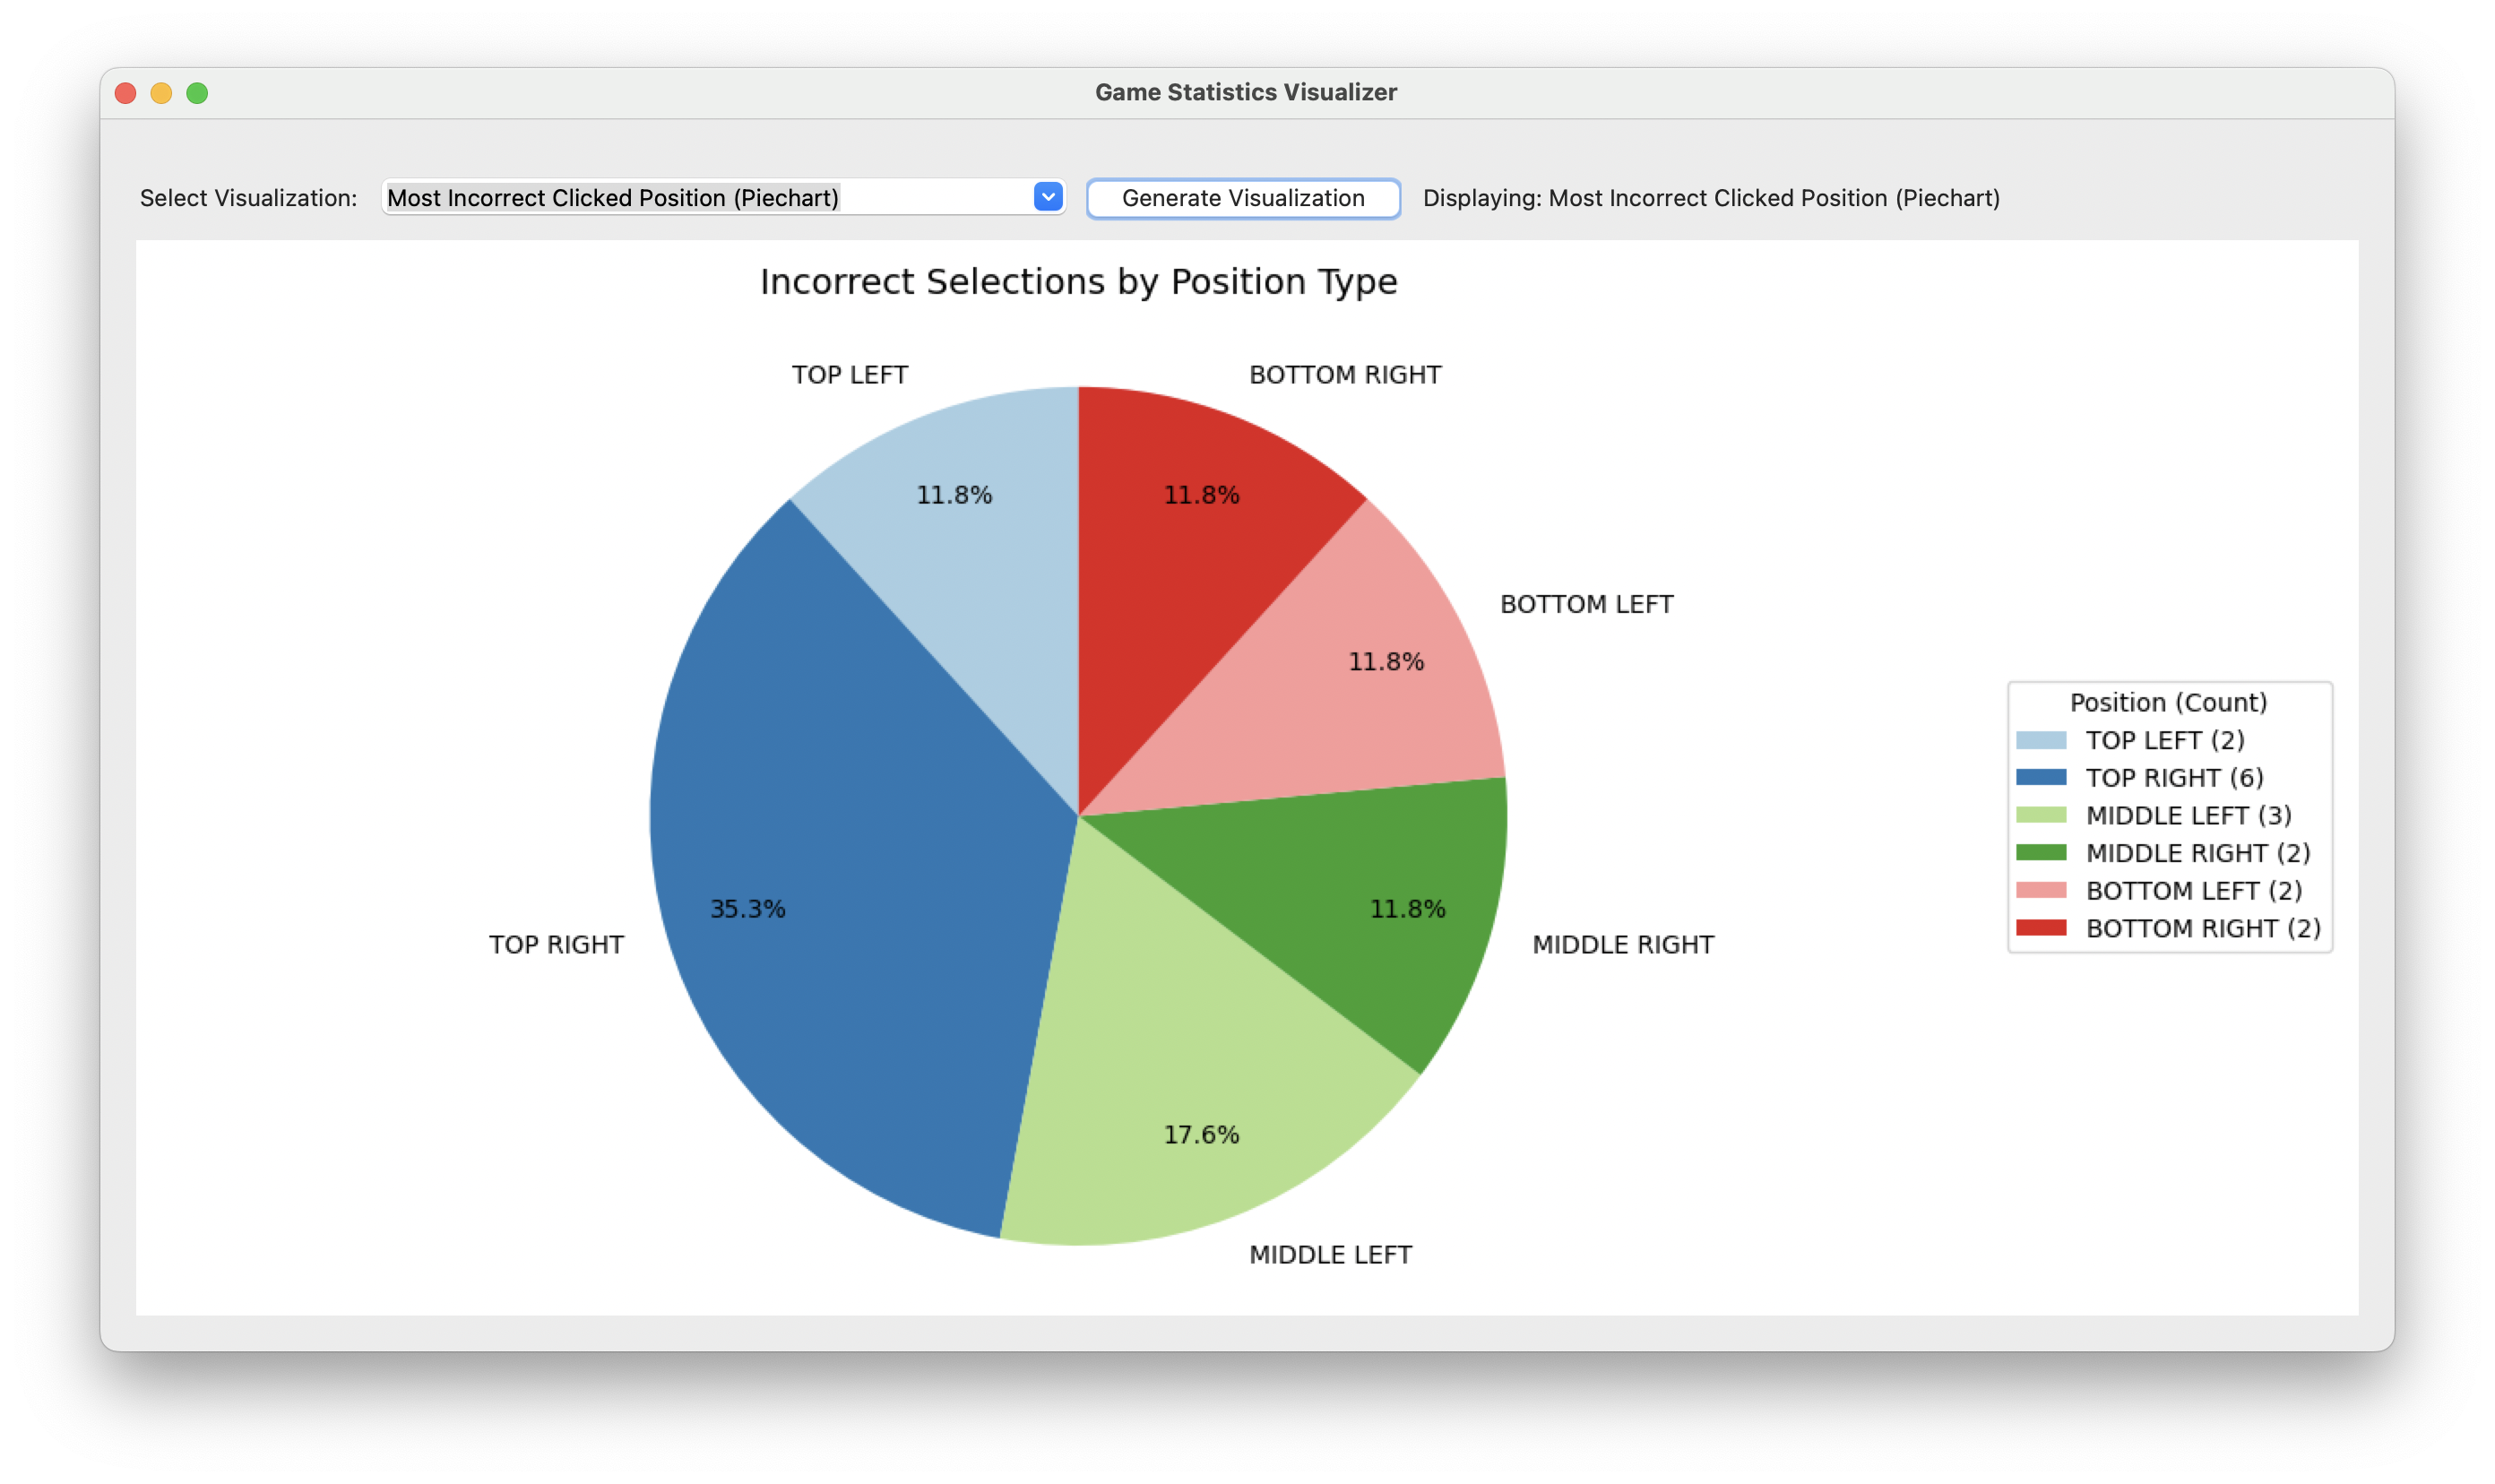 Game Statistics Visualizer
Select Visualization: Most Incorrect Clicked Position (Piechart) Generate Visualization Displaying: Most Incorrect Clicked Position (Piechart)
Incorrect Selections by Position Type
TOP LEFT
BOTTOM RIGHT
11.8%
11.8%
BOTTOM LEFT
11.8%
35.3%
11.8%
TOP RIGHT
MIDDLE RIGHT
17.6%
MIDDLE LEFT
Position (Count)
TOP LEFT (2)
TOP RIGHT (6)
MIDDLE LEFT (3)
MIDDLE RIGHT (2)
BOTTOM LEFT (2)
BOTTOM RIGHT (2)